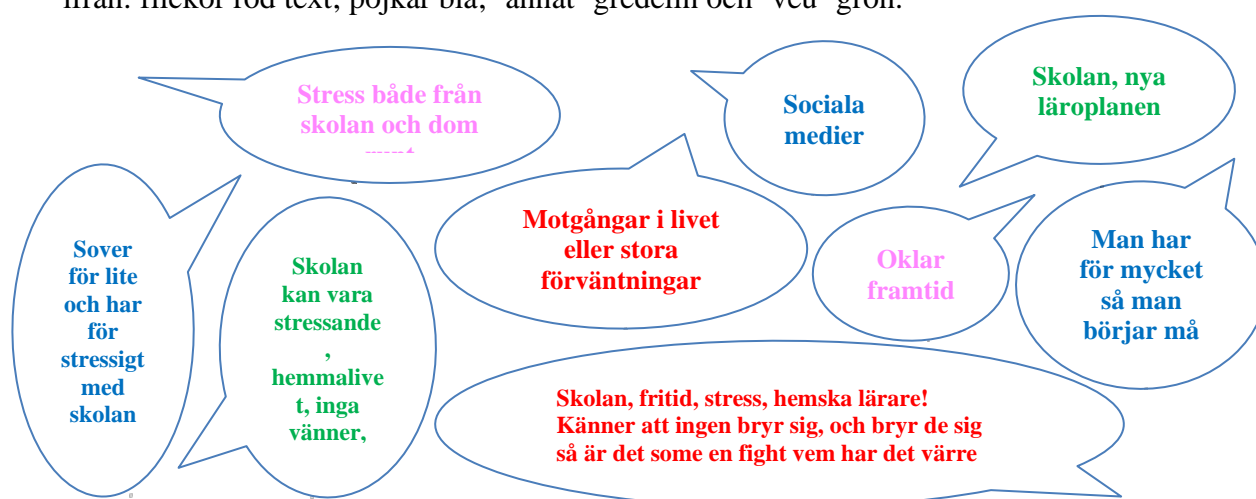 Stress både från
skolan och dom
Sociala
medier
Skolan, nya
läroplanen
Sover
för lite
och har
för
stressigt
med
skolan
Skolan
kan vara
stressande
,
hemmalive
t, inga
vänner,
Motgångar i livet
eller stora
förväntningar
Oklar
framtid
Man har
för mycket
så man
börjar må
Skolan, fritid, stress, hemska lärare!
Känner att ingen bryr sig, och bryr de sig
så är det some en fight vem har det värre